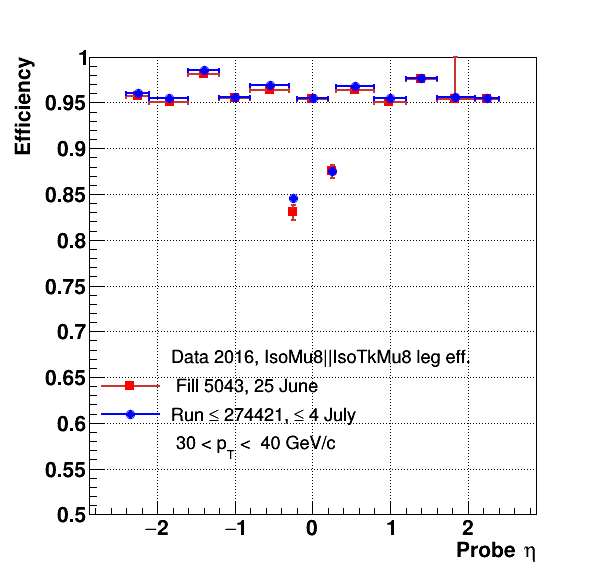 Efficiency
1
0.95
0.9
0.85
0.8
0.75
0.7
0.65
0.6
0.55
0.5
Data 2016, IsoMu8||IsoTkMu8 leg eff.
Fill 5043, 25 June
Run ≤ 274421, ≤ 4 July
30 < p_T < 40 GeV/c
−2 −1 0 1 2
Probe η